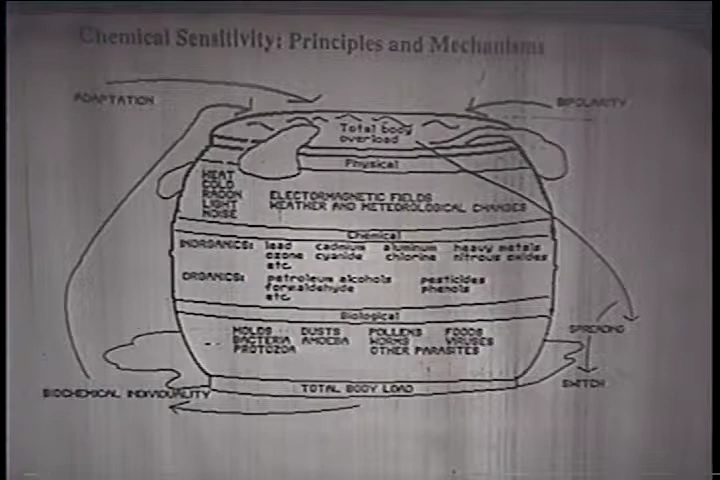 Chemical Sensitivity: Principles and Mechanisms
ADAPTATION
BIPOLARITY
Total body
overload
Physical
HEAT
COLD
RADON ELECTORMAGNETIC FIELDS
LIGHT WEATHER AND METEOROLOGICAL CHANGES
NOISE
Chemical
INORGANICS: lead cadmium aluminum heavy metals
ozone cyanide chlorine nitrous oxides
etc
ORGANICS: petroleum alcohols pesticides
formaldehyde phenols
etc
Biological
MOLDS DUSTS POLLENS FOODS
BACTERIA AMOEBA WORMS VIRUSES
PROTOZOA OTHER PARASITES
SPREADING
SWITCH
BIOCHEMICAL INDIVIDUALITY
TOTAL BODY LOAD